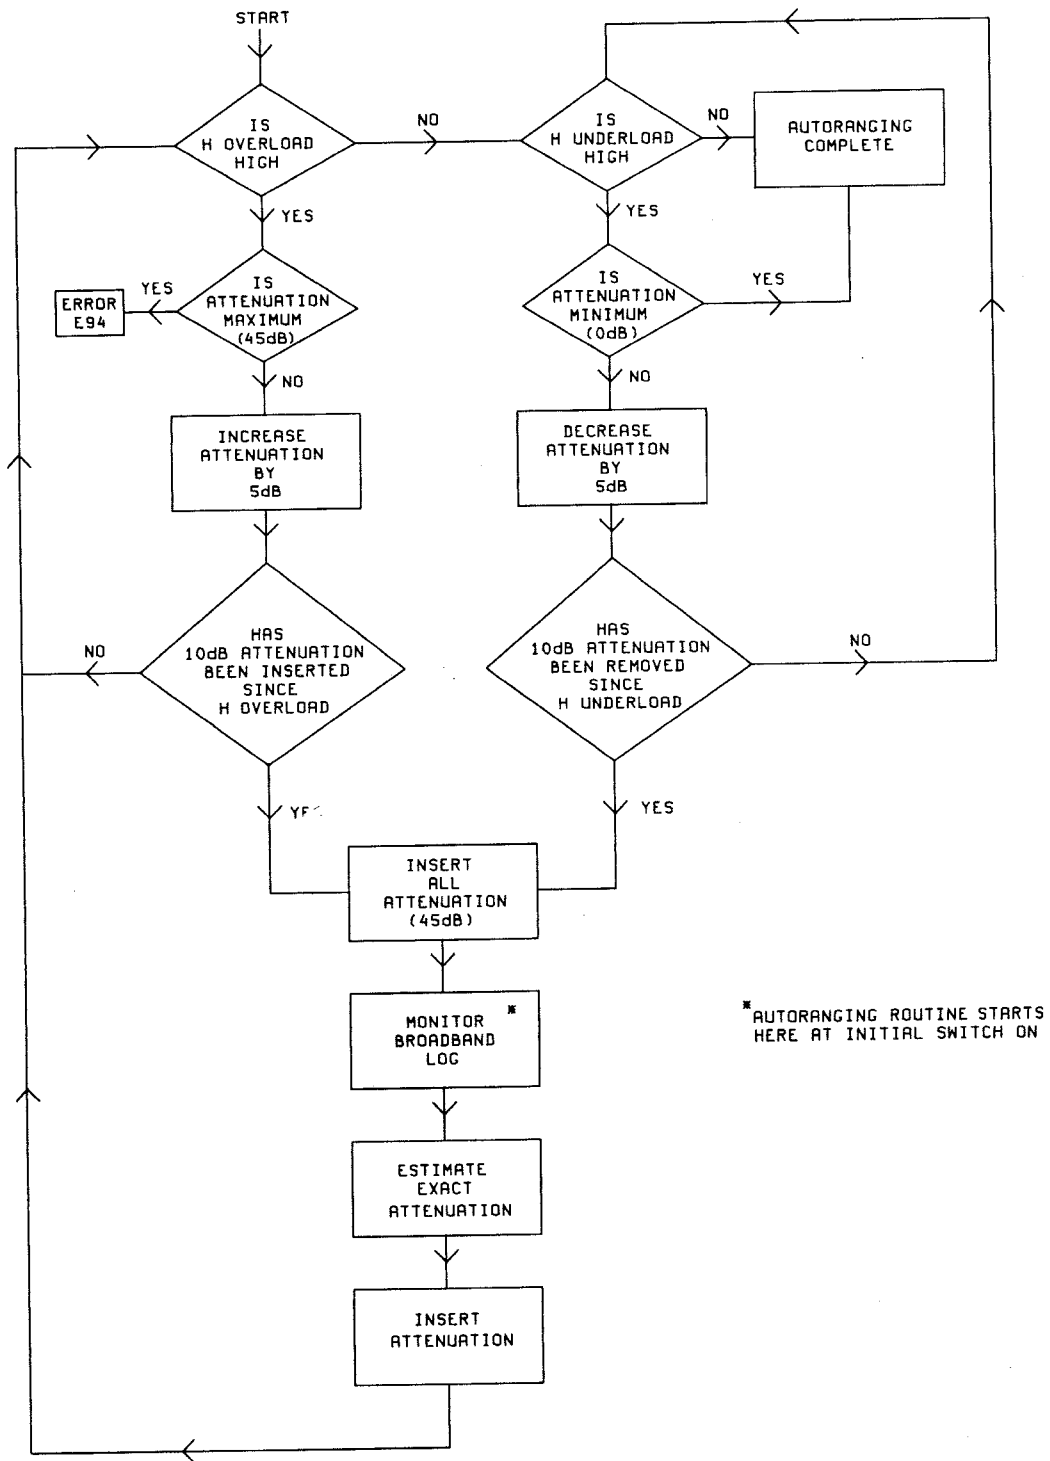 START
IS
H OVERLOAD
HIGH
NO
IS
H UNDERLOAD
HIGH
NO
AUTORANGING
COMPLETE
YES
YES
IS
ATTENUATION
MAXIMUM
(45dB)
YES
ERROR
E94
IS
ATTENUATION
MINIMUM
(0dB)
YES
NO
NO
INCREASE
ATTENUATION
BY
5dB
DECREASE
ATTENUATION
BY
5dB
HAS
10dB ATTENUATION
BEEN INSERTED
SINCE
H OVERLOAD
NO
HAS
10dB ATTENUATION
BEEN REMOVED
SINCE
H UNDERLOAD
NO
YES
YES
INSERT
ALL
ATTENUATION
(45dB)
MONITOR *
BROADBAND
LOG
*AUTORANGING ROUTINE STARTS
HERE AT INITIAL SWITCH ON
ESTIMATE
EXACT
ATTENUATION
INSERT
ATTENUATION